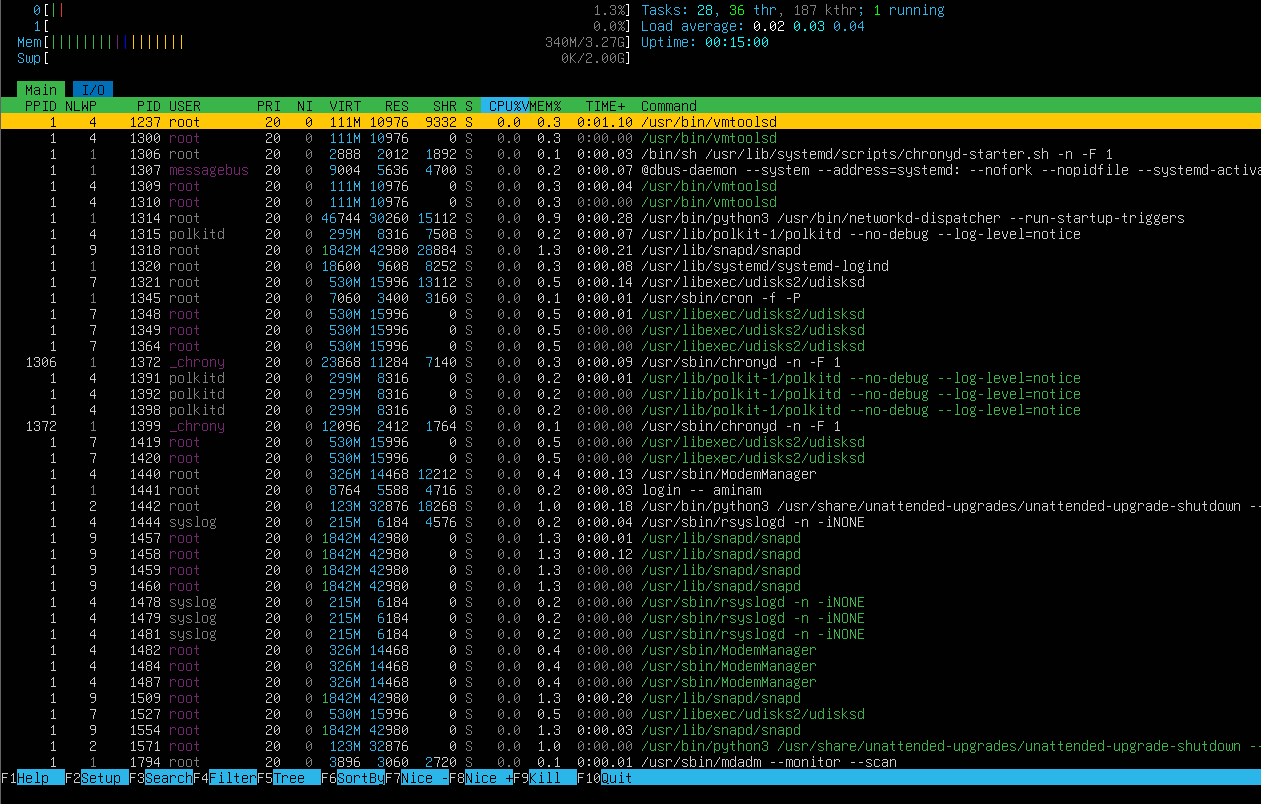 0[|| 1.3%] Tasks: 28, 36 thr, 187 kthr; 1 running
1[ 0.0%] Load average: 0.02 0.03 0.04
Mem[||||||||||||||||| 340M/3.27G] Uptime: 00:15:00
Swp[ 0K/2.00G]
Main I/O
PPID NLWP PID USER PRI NI VIRT RES SHR S CPU%▽MEM% TIME+ Command
1 4 1237 root 20 0 111M 10976 9332 S 0.0 0.3 0:01.10 /usr/bin/vmtoolsd
1 4 1300 root 20 0 111M 10976 0 S 0.0 0.3 0:00.00 /usr/bin/vmtoolsd
1 1 1306 root 20 0 2888 2012 1892 S 0.0 0.1 0:00.03 /bin/sh /usr/lib/systemd/scripts/chronyd-starter.sh -n -F 1
1 1 1307 messagebus 20 0 9004 5636 4700 S 0.0 0.2 0:00.07 @dbus-daemon --system --address=systemd: --nofork --nopidfile --systemd-activa
1 4 1309 root 20 0 111M 10976 0 S 0.0 0.3 0:00.04 /usr/bin/vmtoolsd
1 4 1310 root 20 0 111M 10976 0 S 0.0 0.3 0:00.00 /usr/bin/vmtoolsd
1 1 1314 root 20 0 46744 30260 15112 S 0.0 0.9 0:00.28 /usr/bin/python3 /usr/bin/networkd-dispatcher --run-startup-triggers
1 4 1315 polkitd 20 0 299M 8316 7508 S 0.0 0.2 0:00.07 /usr/lib/polkit-1/polkitd --no-debug --log-level=notice
1 9 1318 root 20 0 1842M 42980 28884 S 0.0 1.3 0:00.21 /usr/lib/snapd/snapd
1 1 1320 root 20 0 18600 9608 8252 S 0.0 0.3 0:00.08 /usr/lib/systemd/systemd-logind
1 7 1321 root 20 0 530M 15996 13112 S 0.0 0.5 0:00.14 /usr/libexec/udisks2/udisksd
1 1 1345 root 20 0 7060 3400 3160 S 0.0 0.1 0:00.01 /usr/sbin/cron -f -P
1 7 1348 root 20 0 530M 15996 0 S 0.0 0.5 0:00.01 /usr/libexec/udisks2/udisksd
1 7 1349 root 20 0 530M 15996 0 S 0.0 0.5 0:00.00 /usr/libexec/udisks2/udisksd
1 7 1364 root 20 0 530M 15996 0 S 0.0 0.5 0:00.00 /usr/libexec/udisks2/udisksd
1306 1 1372 _chrony 20 0 23868 11284 7140 S 0.0 0.3 0:00.09 /usr/sbin/chronyd -n -F 1
1 4 1391 polkitd 20 0 299M 8316 0 S 0.0 0.2 0:00.01 /usr/lib/polkit-1/polkitd --no-debug --log-level=notice
1 4 1392 polkitd 20 0 299M 8316 0 S 0.0 0.2 0:00.00 /usr/lib/polkit-1/polkitd --no-debug --log-level=notice
1 4 1398 polkitd 20 0 299M 8316 0 S 0.0 0.2 0:00.00 /usr/lib/polkit-1/polkitd --no-debug --log-level=notice
1372 1 1399 _chrony 20 0 12096 2412 1764 S 0.0 0.1 0:00.00 /usr/sbin/chronyd -n -F 1
1 7 1419 root 20 0 530M 15996 0 S 0.0 0.5 0:00.00 /usr/libexec/udisks2/udisksd
1 7 1420 root 20 0 530M 15996 0 S 0.0 0.5 0:00.00 /usr/libexec/udisks2/udisksd
1 4 1440 root 20 0 326M 14468 12212 S 0.0 0.4 0:00.13 /usr/sbin/ModemManager
1 1 1441 root 20 0 8764 5588 4716 S 0.0 0.2 0:00.03 login -- aminam
1 2 1442 root 20 0 123M 32876 18268 S 0.0 1.0 0:00.18 /usr/bin/python3 /usr/share/unattended-upgrades/unattended-upgrade-shutdown --
1 4 1444 syslog 20 0 215M 6184 4576 S 0.0 0.2 0:00.04 /usr/sbin/rsyslogd -n -iNONE
1 9 1457 root 20 0 1842M 42980 0 S 0.0 1.3 0:00.01 /usr/lib/snapd/snapd
1 9 1458 root 20 0 1842M 42980 0 S 0.0 1.3 0:00.12 /usr/lib/snapd/snapd
1 9 1459 root 20 0 1842M 42980 0 S 0.0 1.3 0:00.00 /usr/lib/snapd/snapd
1 9 1460 root 20 0 1842M 42980 0 S 0.0 1.3 0:00.00 /usr/lib/snapd/snapd
1 4 1478 syslog 20 0 215M 6184 0 S 0.0 0.2 0:00.00 /usr/sbin/rsyslogd -n -iNONE
1 4 1479 syslog 20 0 215M 6184 0 S 0.0 0.2 0:00.00 /usr/sbin/rsyslogd -n -iNONE
1 4 1481 syslog 20 0 215M 6184 0 S 0.0 0.2 0:00.00 /usr/sbin/rsyslogd -n -iNONE
1 4 1482 root 20 0 326M 14468 0 S 0.0 0.4 0:00.00 /usr/sbin/ModemManager
1 4 1484 root 20 0 326M 14468 0 S 0.0 0.4 0:00.00 /usr/sbin/ModemManager
1 4 1487 root 20 0 326M 14468 0 S 0.0 0.4 0:00.00 /usr/sbin/ModemManager
1 9 1509 root 20 0 1842M 42980 0 S 0.0 1.3 0:00.20 /usr/lib/snapd/snapd
1 7 1527 root 20 0 530M 15996 0 S 0.0 0.5 0:00.00 /usr/libexec/udisks2/udisksd
1 9 1554 root 20 0 1842M 42980 0 S 0.0 1.3 0:00.03 /usr/lib/snapd/snapd
1 2 1571 root 20 0 123M 32876 0 S 0.0 1.0 0:00.00 /usr/bin/python3 /usr/share/unattended-upgrades/unattended-upgrade-shutdown --
1 1 1794 root 20 0 3896 3060 2720 S 0.0 0.1 0:00.01 /usr/sbin/mdadm --monitor --scan
F1Help F2Setup F3SearchF4FilterF5Tree F6SortByF7Nice -F8Nice +F9Kill F10Quit